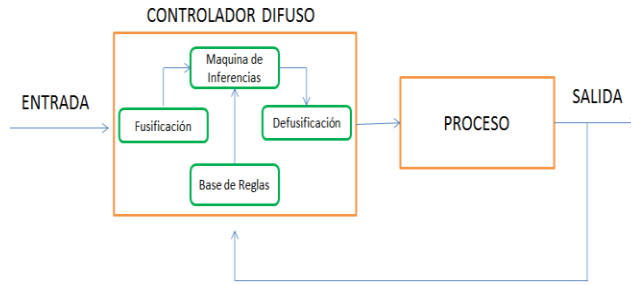 CONTROLADOR DIFUSO
ENTRADA
Maquina de
Inferencias
Fusificación
Defusificación
Base de Reglas
PROCESO
SALIDA